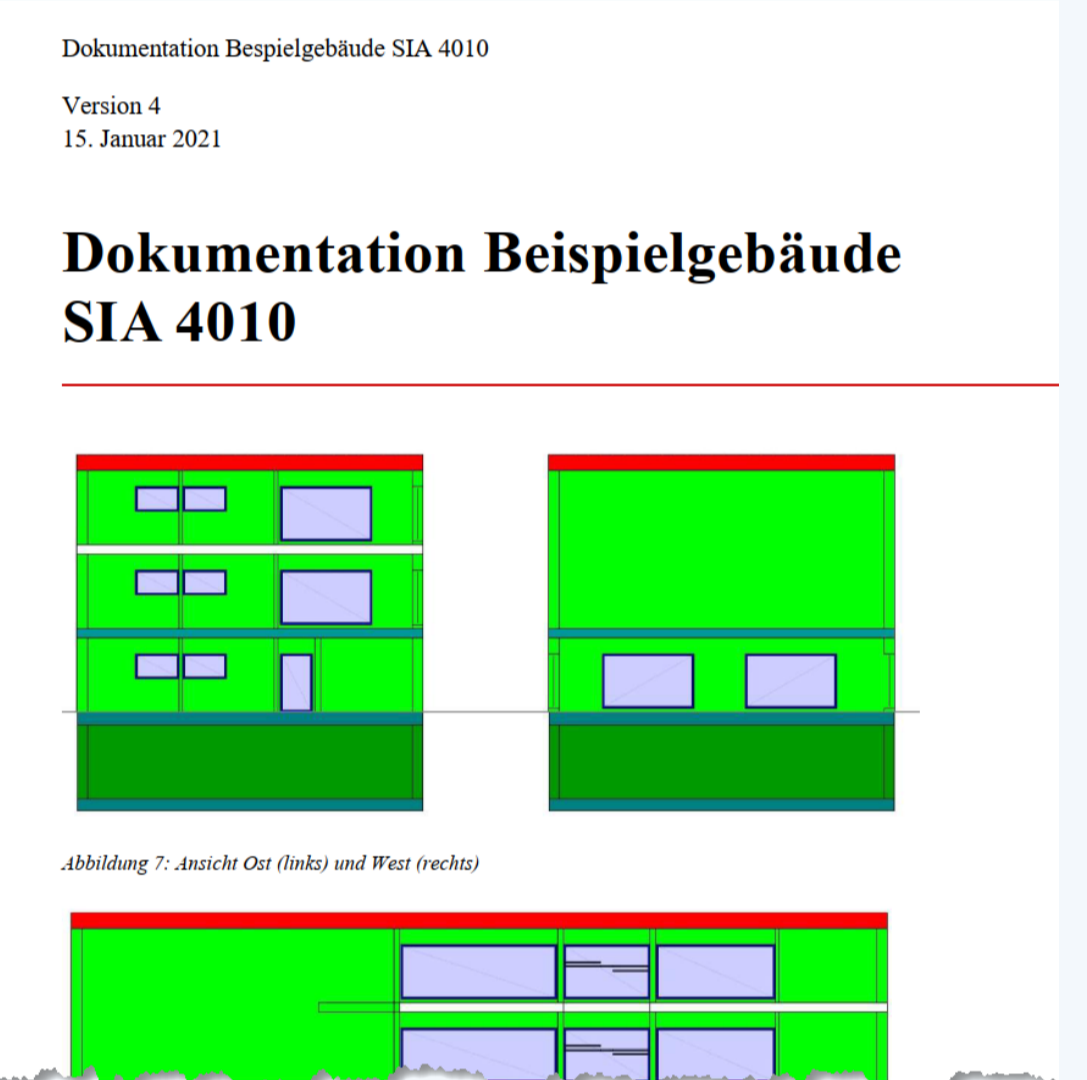 Dokumentation Bespielgebäude SIA 4010
Version 4
15. Januar 2021
Dokumentation Beispielgebäude
SIA 4010
Abbildung 7: Ansicht Ost (links) und West (rechts)